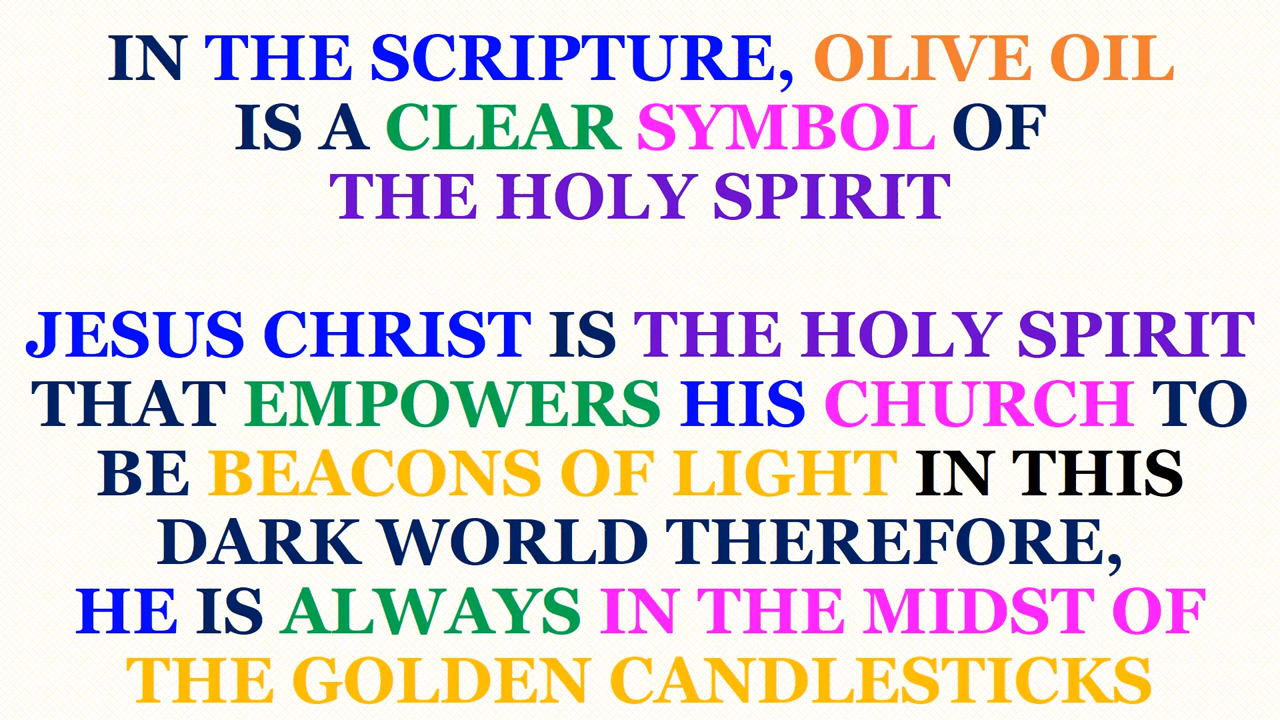 IN THE SCRIPTURE, OLIVE OIL
IS A CLEAR SYMBOL OF
THE HOLY SPIRIT
JESUS CHRIST IS THE HOLY SPIRIT
THAT EMPOWERS HIS CHURCH TO
BE BEACONS OF LIGHT IN THIS
DARK WORLD THEREFORE,
HE IS ALWAYS IN THE MIDST OF
THE GOLDEN CANDLESTICKS